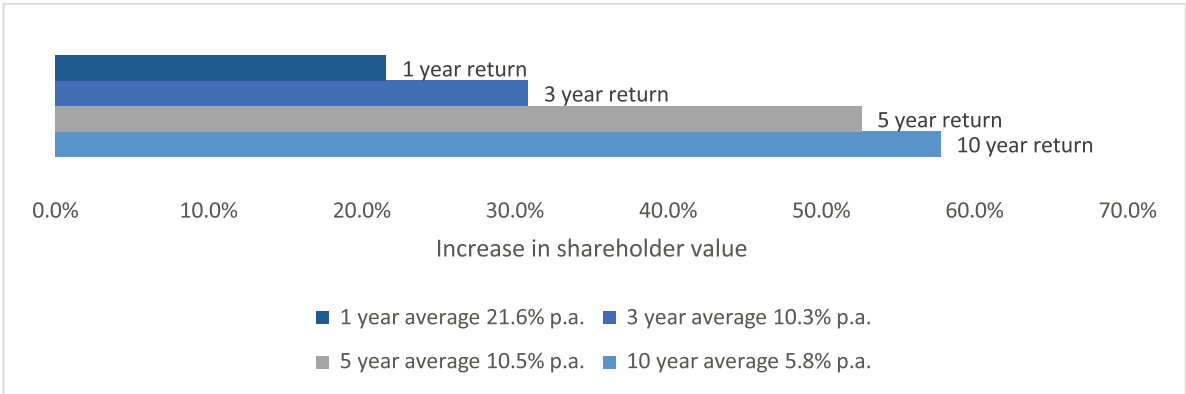 1 year return
3 year return
5 year return
10 year return
0.0% 10.0% 20.0% 30.0% 40.0% 50.0% 60.0% 70.0%
Increase in shareholder value
1 year average 21.6% p.a. 3 year average 10.3% p.a.
5 year average 10.5% p.a. 10 year average 5.8% p.a.